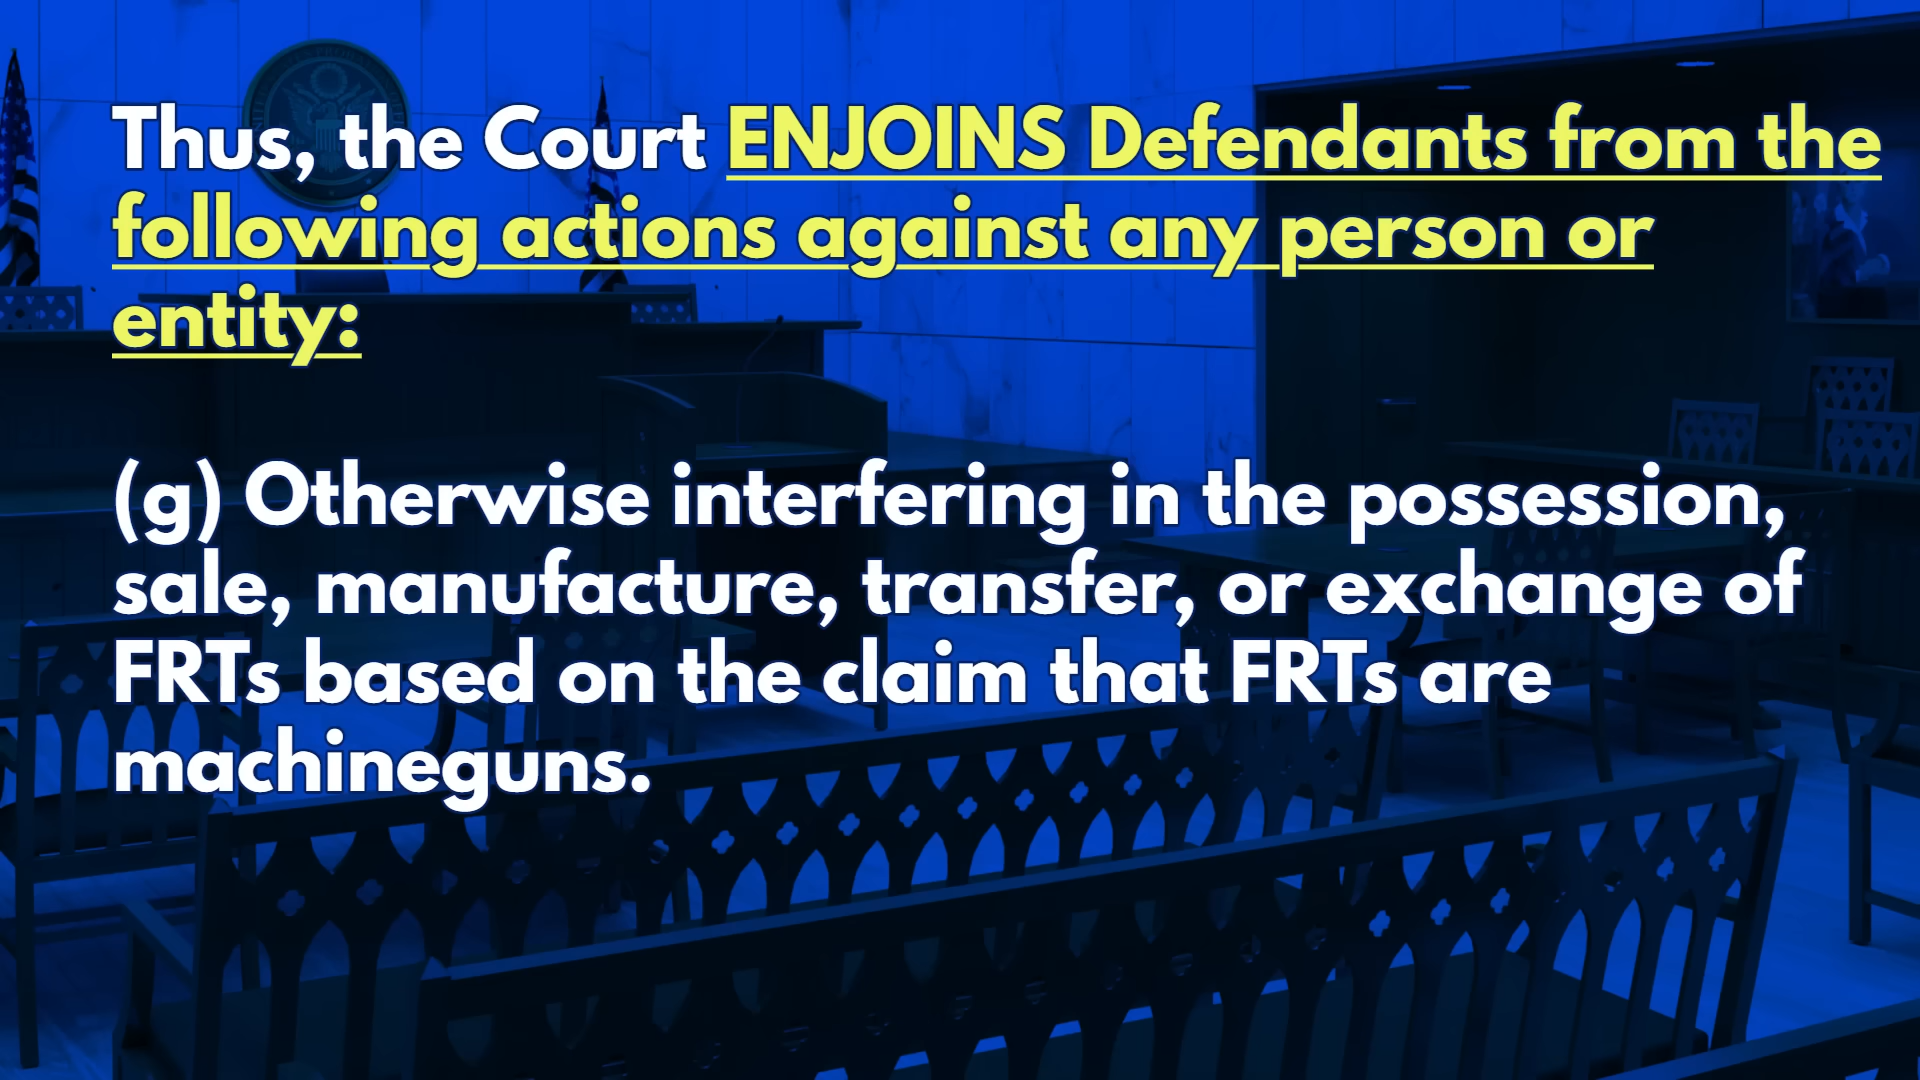 Thus, the Court ENJOINS Defendants from the
following actions against any person or
entity:
(g) Otherwise interfering in the possession,
sale, manufacture, transfer, or exchange of
FRTs based on the claim that FRTs are
machineguns.